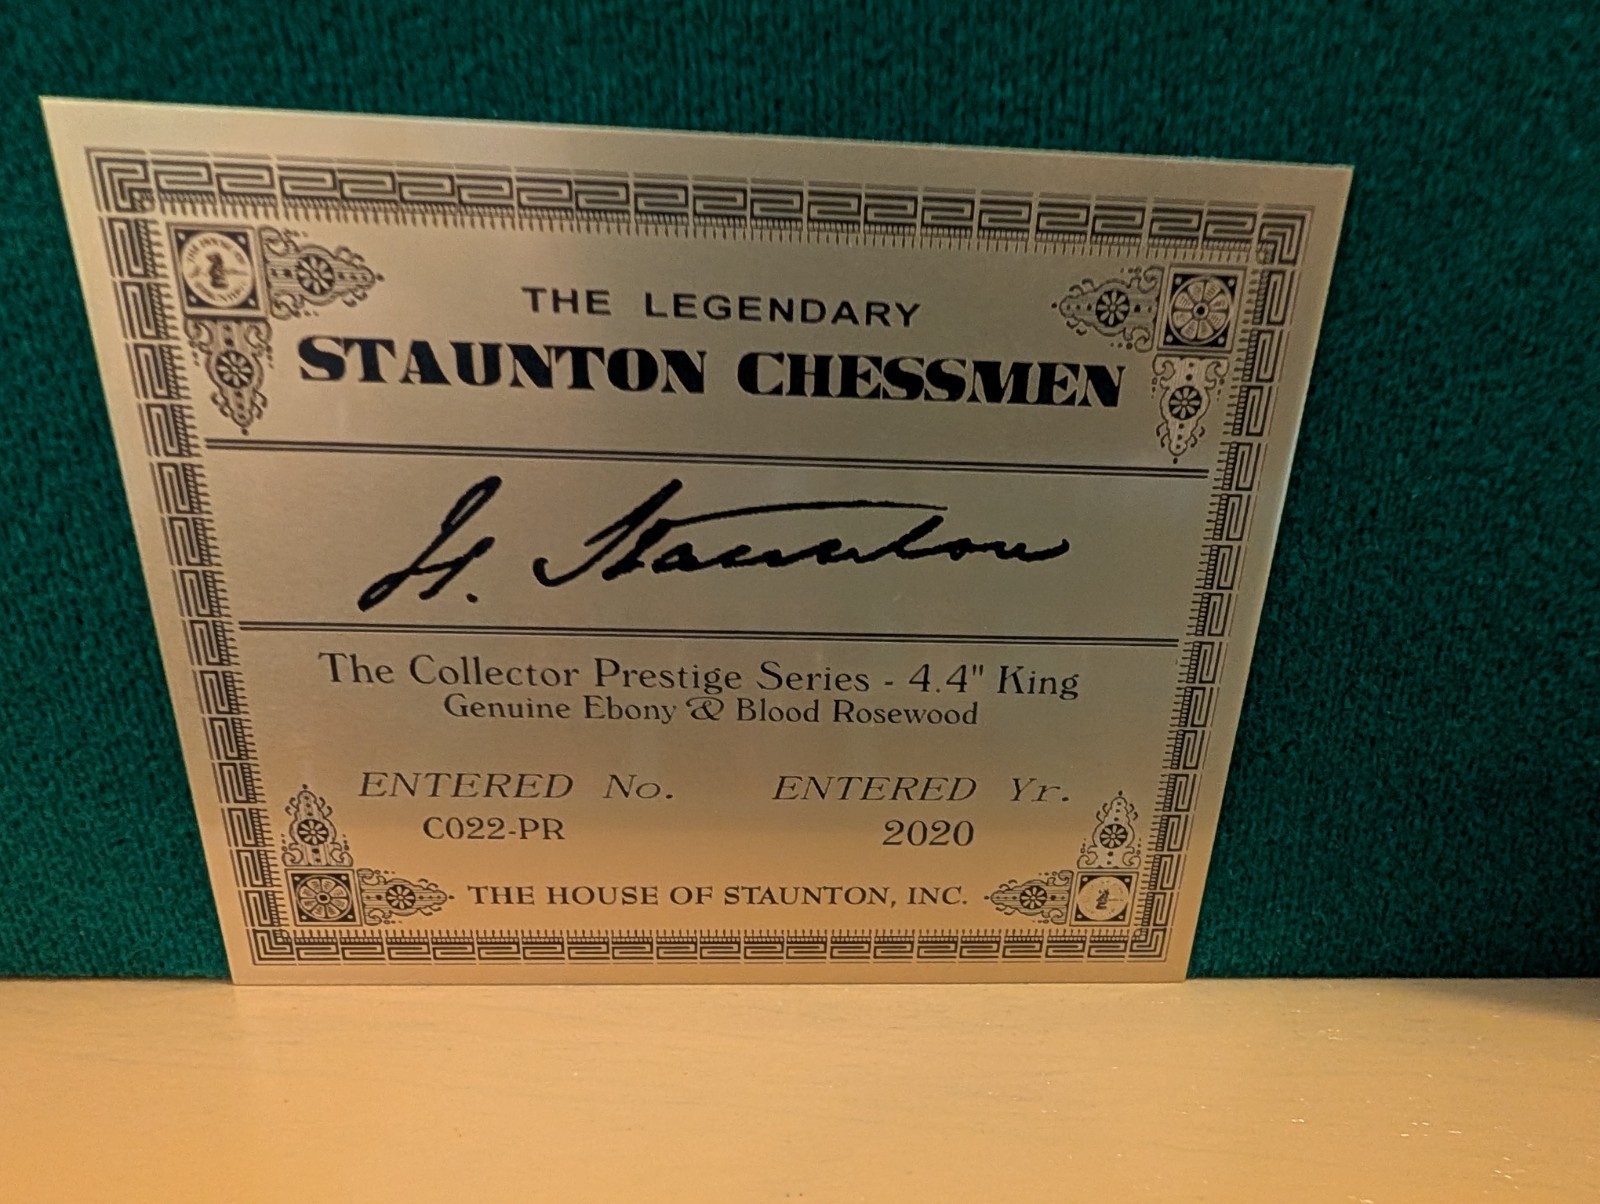 THE LEGENDARY
STAUNTON CHESSMEN
H. Staunton
The Collector Prestige Series - 4.4" King
Genuine Ebony & Blood Rosewood
ENTERED No. ENTERED Yr.
C022-PR 2020
THE HOUSE OF STAUNTON, INC.